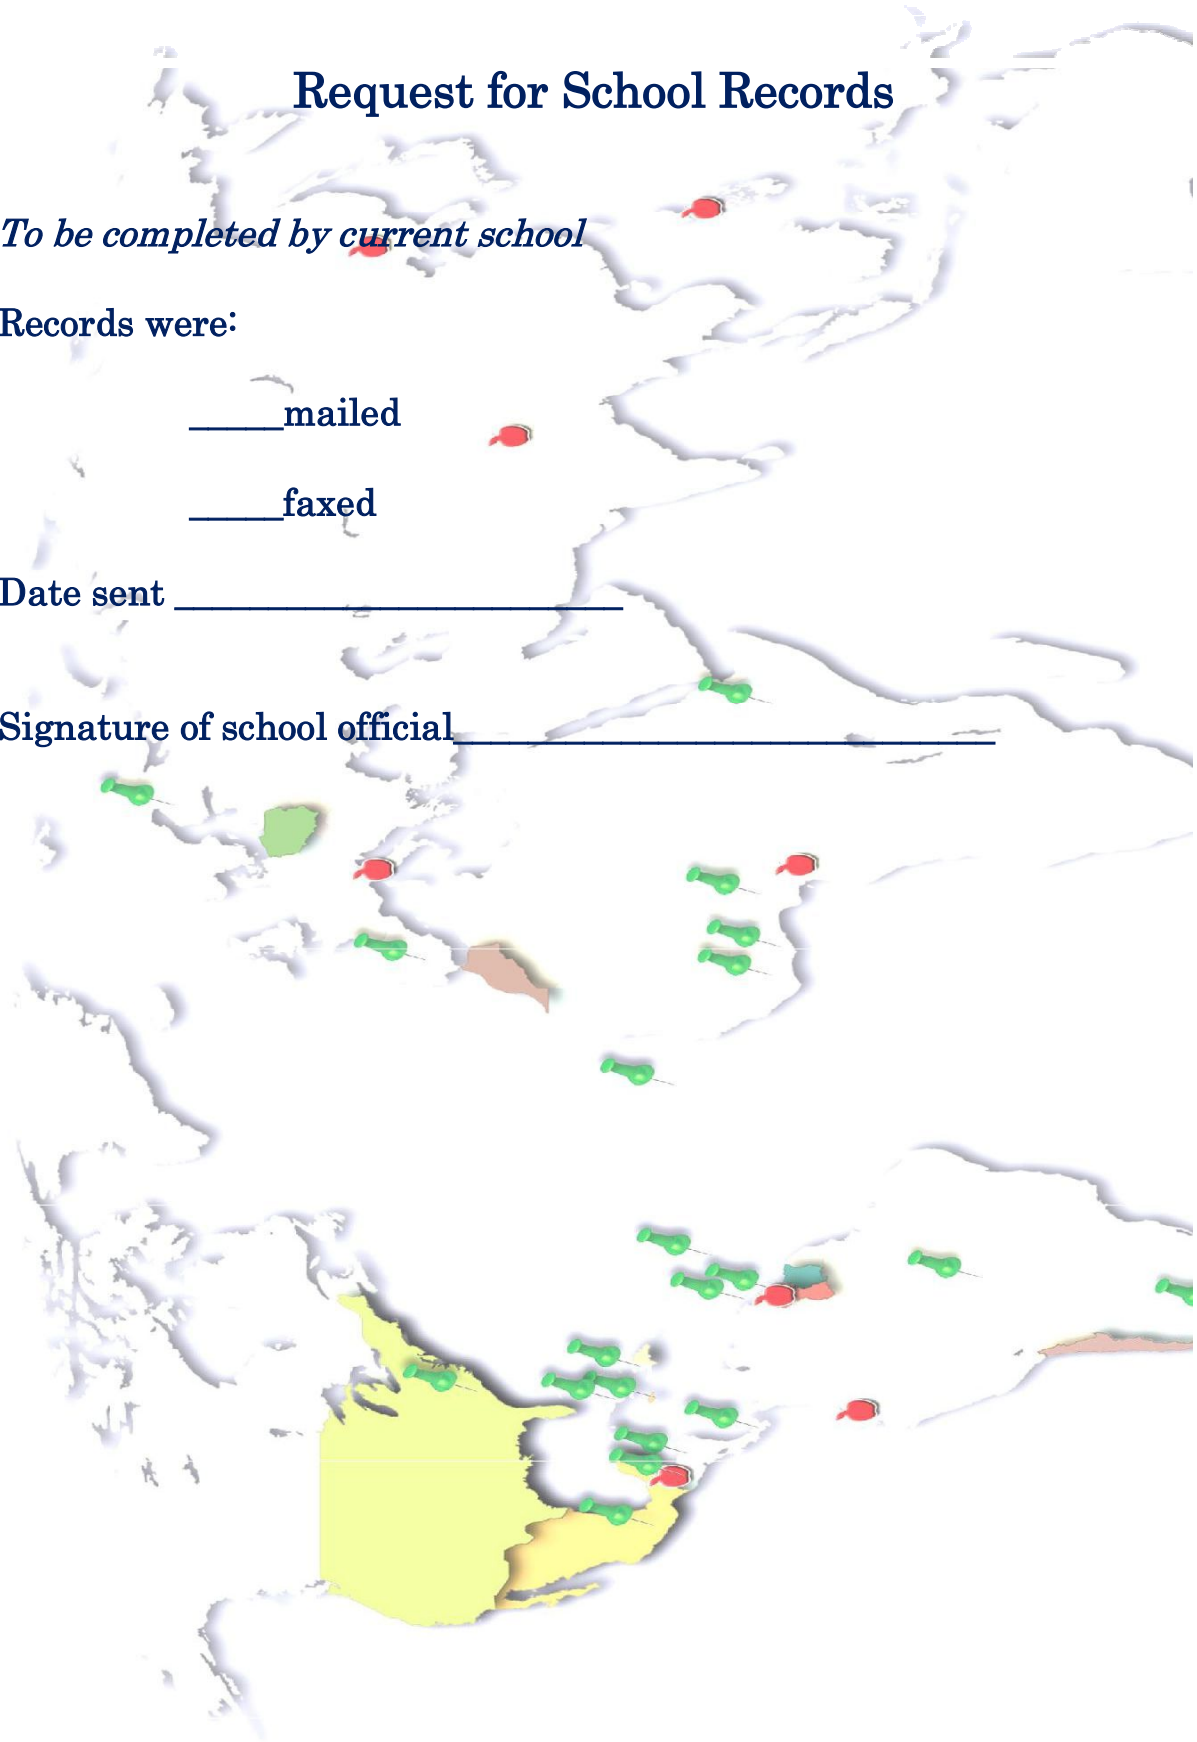 Request for School Records
To be completed by current school
Records were:
_____mailed
_____faxed
Date sent ________________________
Signature of school official_____________________________